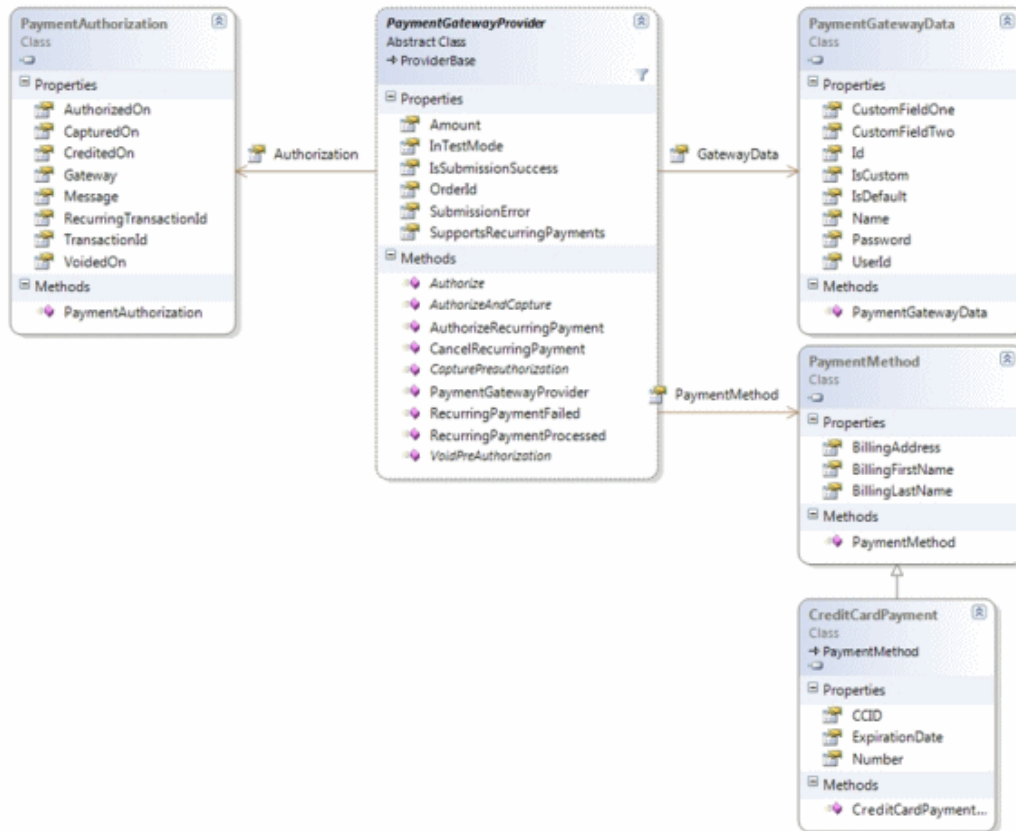 PaymentAuthorization
Class
Properties
AuthorizedOn
CapturedOn
CreditedOn
Gateway
Message
RecurringTransactionId
TransactionId
VoidedOn
Methods
PaymentAuthorization
Authorization
PaymentGatewayProvider
Abstract Class
ProviderBase
Properties
Amount
InTestMode
IsSubmissionSuccess
OrderId
SubmissionError
SupportsRecurringPayments
Methods
Authorize
AuthorizeAndCapture
AuthorizeRecurringPayment
CancelRecurringPayment
CapturePreauthorization
PaymentGatewayProvider
RecurringPaymentFailed
RecurringPaymentProcessed
VoidPreAuthorization
GatewayData
PaymentMethod
PaymentGatewayData
Class
Properties
CustomFieldOne
CustomFieldTwo
Id
IsCustom
IsDefault
Name
Password
UserId
Methods
PaymentGatewayData
PaymentMethod
Class
Properties
BillingAddress
BillingFirstName
BillingLastName
Methods
PaymentMethod
CreditCardPayment
Class
PaymentMethod
Properties
CCID
ExpirationDate
Number
Methods
CreditCardPayment...